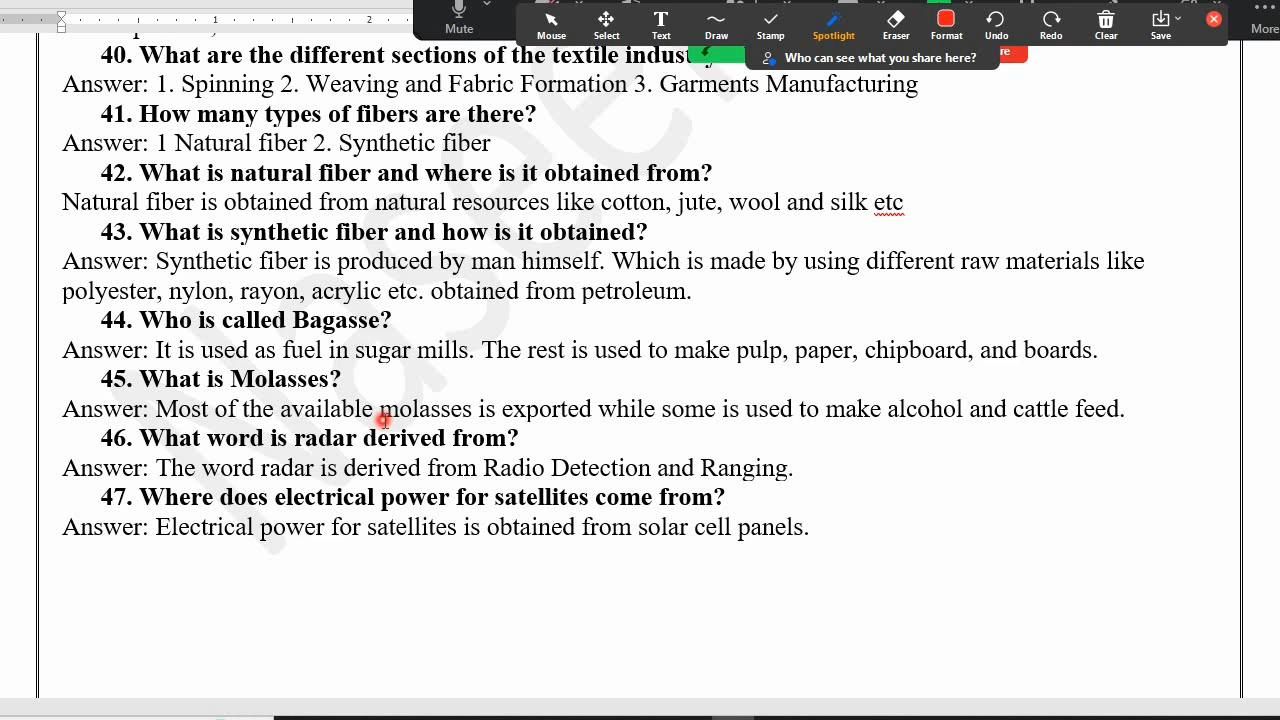 1 2
Mute Mouse Select Text Draw Stamp Spotlight Eraser Format Undo Redo Clear Save More
Who can see what you share here?
40. What are the different sections of the textile
Answer: 1. Spinning 2. Weaving and Fabric Formation 3. Garments Manufacturing
41. How many types of fibers are there?
Answer: 1 Natural fiber 2. Synthetic fiber
42. What is natural fiber and where is it obtained from?
Natural fiber is obtained from natural resources like cotton, jute, wool and silk etc
43. What is synthetic fiber and how is it obtained?
Answer: Synthetic fiber is produced by man himself. Which is made by using different raw materials like
polyester, nylon, rayon, acrylic etc. obtained from petroleum.
44. Who is called Bagasse?
Answer: It is used as fuel in sugar mills. The rest is used to make pulp, paper, chipboard, and boards.
45. What is Molasses?
Answer: Most of the available molasses is exported while some is used to make alcohol and cattle feed.
46. What word is radar derived from?
Answer: The word radar is derived from Radio Detection and Ranging.
47. Where does electrical power for satellites come from?
Answer: Electrical power for satellites is obtained from solar cell panels.